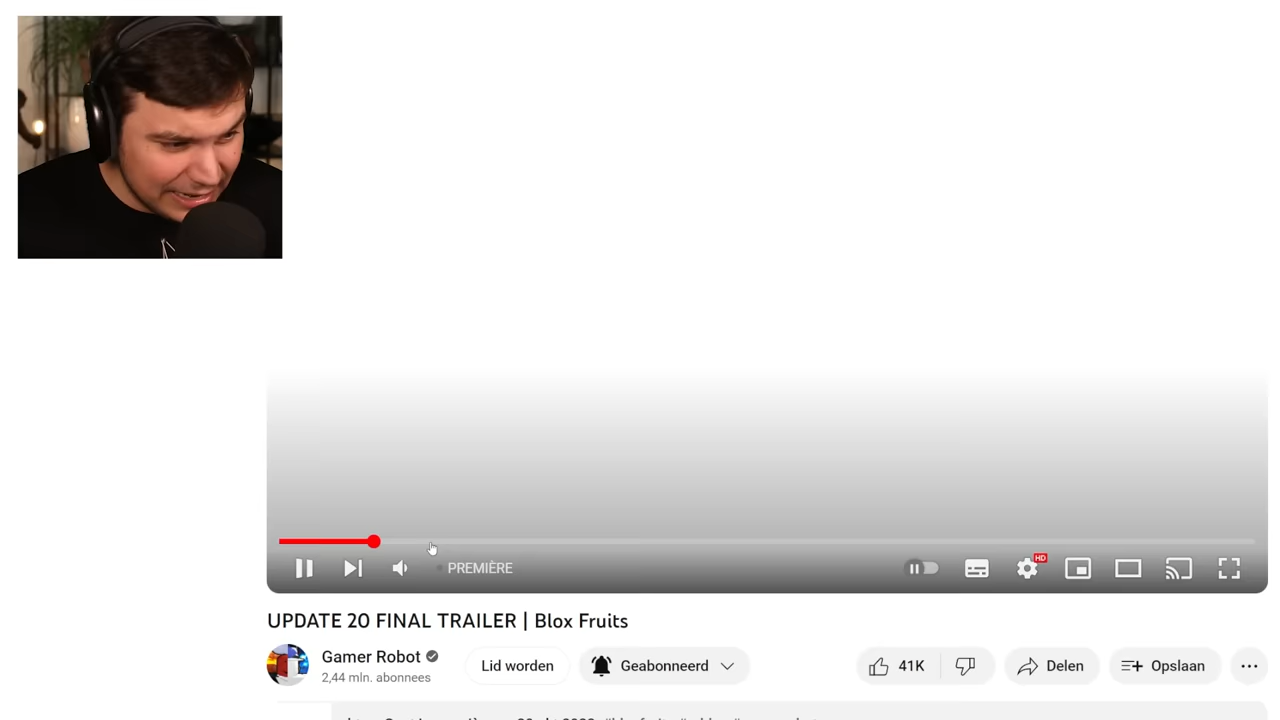 PREMIÈRE
HD
UPDATE 20 FINAL TRAILER | Blox Fruits
Gamer Robot
2,44 mln. abonnees
Lid worden
Geabonneerd
41K
Delen
Opslaan